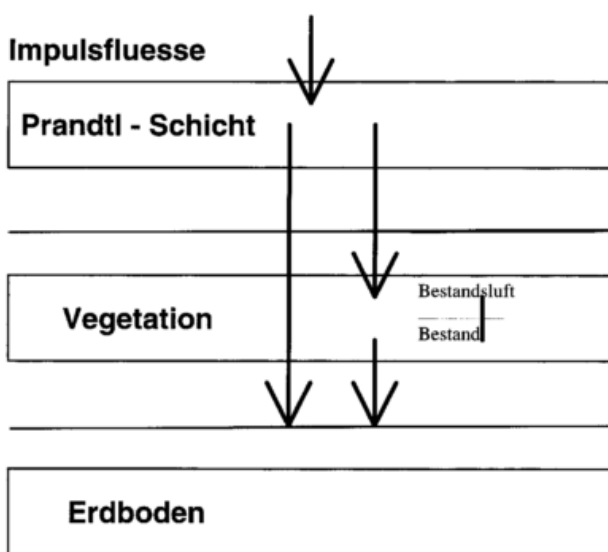 Impulsfluesse
Prandtl - Schicht
Vegetation
Bestandsluft
Bestand
Erdboden